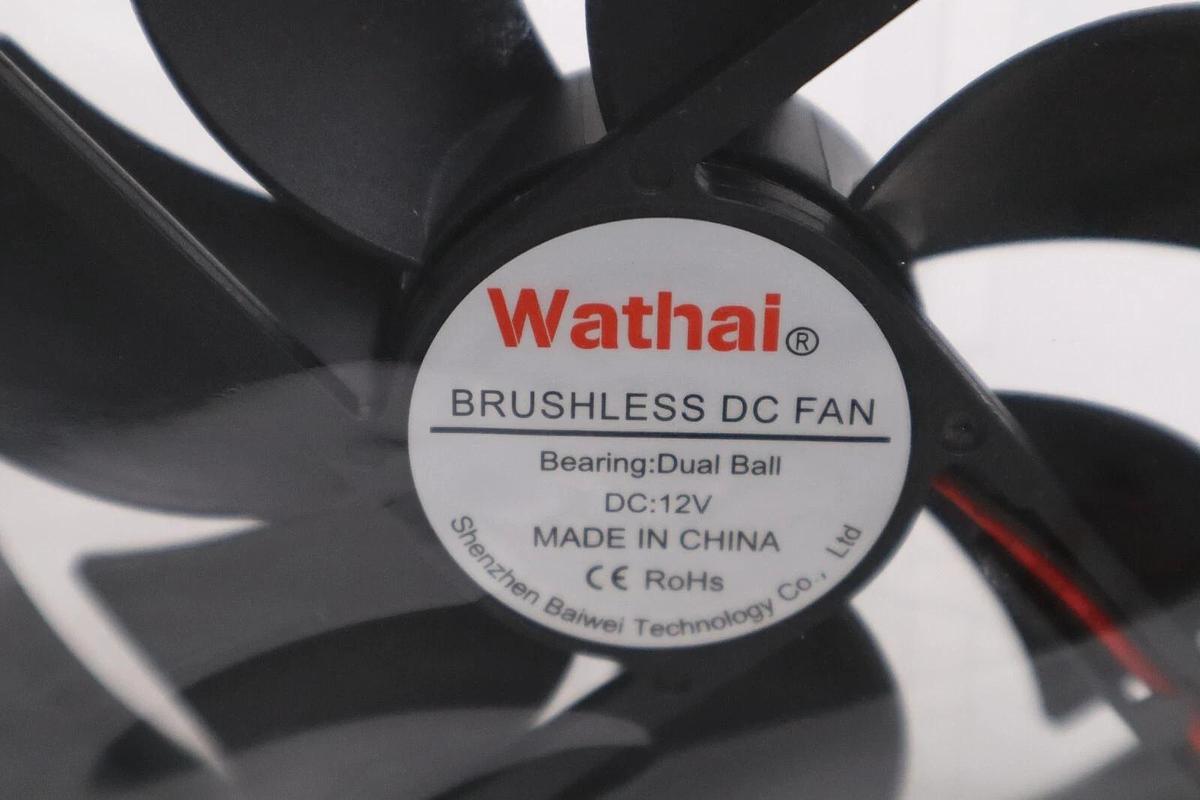 Wathai®
BRUSHLESS DC FAN
Bearing:Dual Ball
DC:12V
MADE IN CHINA
CE RoHs
Shenzhen Baiwei Technology Co., Ltd